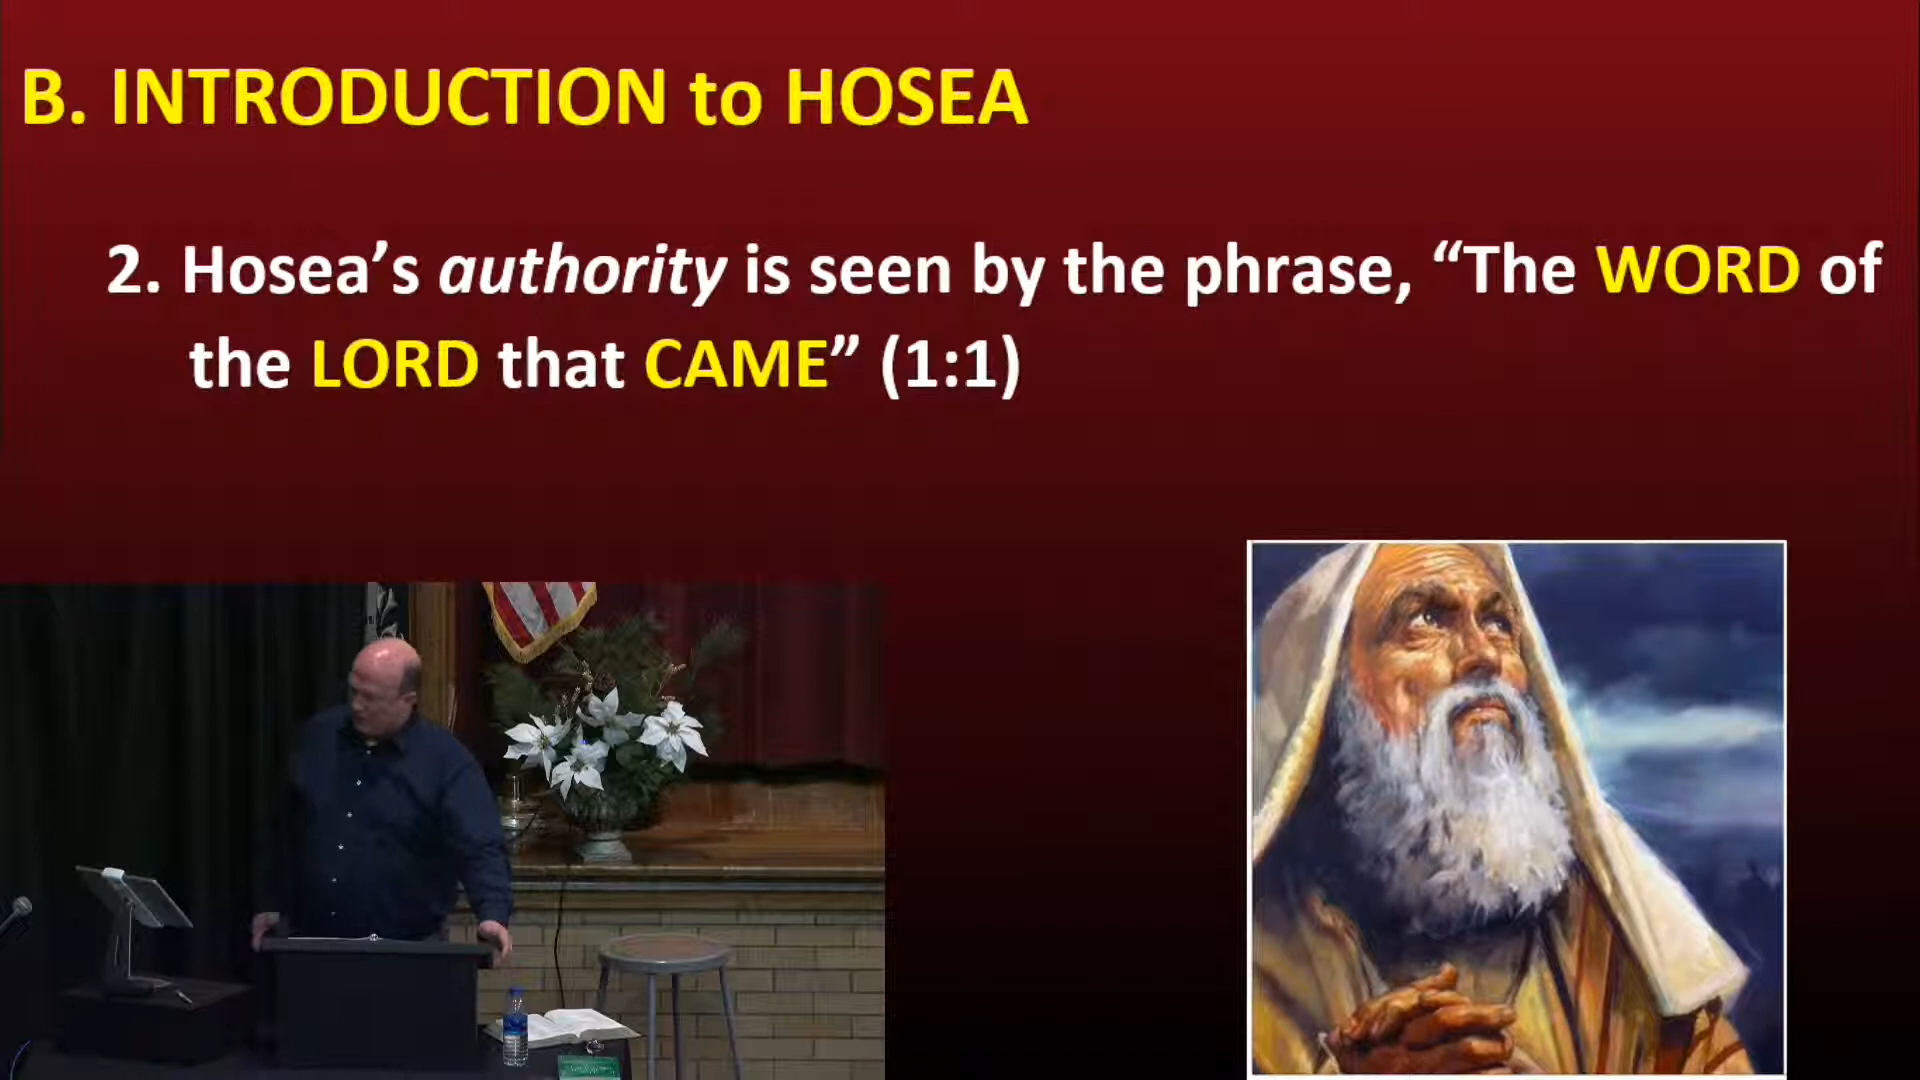 B. INTRODUCTION to HOSEA
2. Hosea’s authority is seen by the phrase, “The WORD of
the LORD that CAME” (1:1)